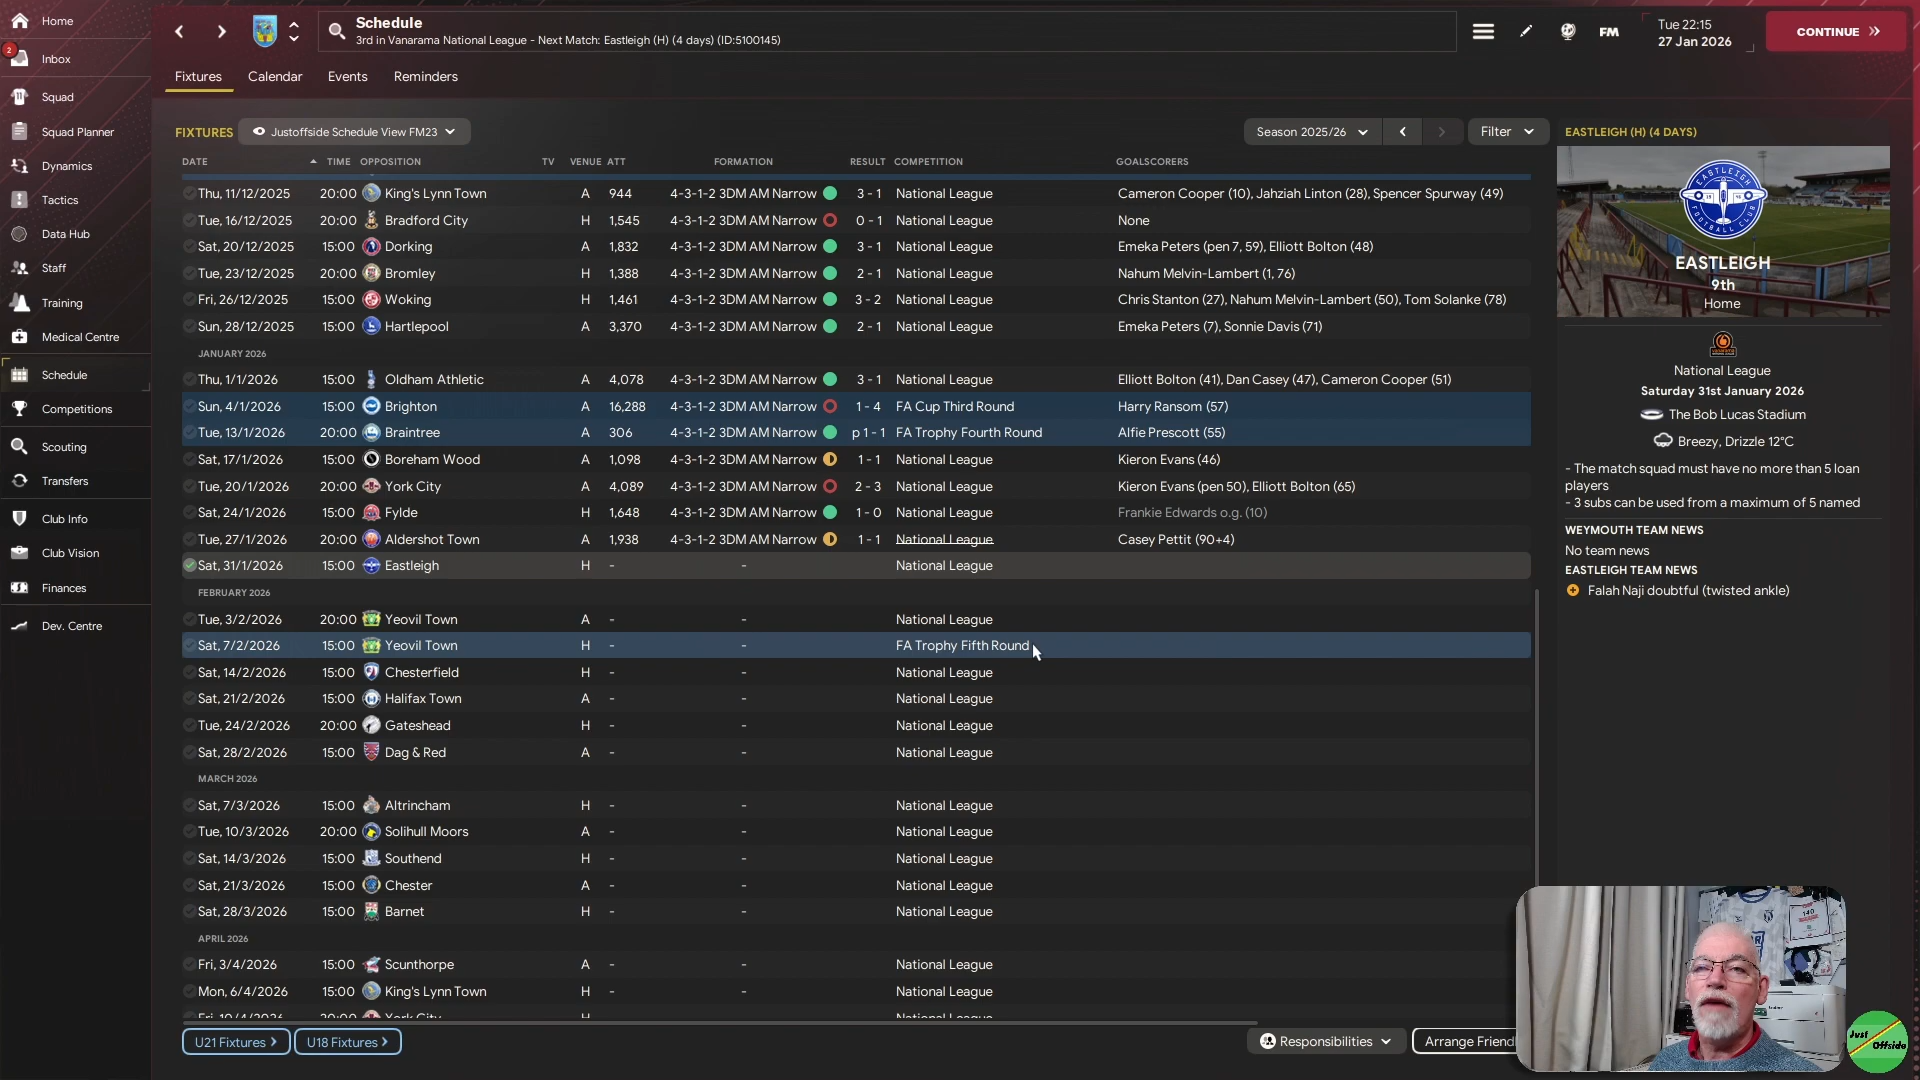 Home
2
Inbox
Squad
Squad Planner
Dynamics
Tactics
Data Hub
Staff
Training
Medical Centre
Schedule
Competitions
Scouting
Transfers
Club Info
Club Vision
Finances
Dev. Centre
Schedule
3rd in Vanarama National League - Next Match: Eastleigh (H) (4 days) (ID:5100145)
FM
Tue 22:15
27 Jan 2026
CONTINUE
Fixtures Calendar Events Reminders
FIXTURES Justoffside Schedule View FM23 Season 2025/26 Filter
DATE TIME OPPOSITION TV VENUE ATT FORMATION RESULT COMPETITION GOALSCORERS
Thu, 11/12/2025 20:00 King's Lynn Town A 944 4-3-1-2 3DM AM Narrow 3 - 1 National League Cameron Cooper (10), Jahziah Linton (28), Spencer Spurway (49)
Tue, 16/12/2025 20:00 Bradford City H 1,545 4-3-1-2 3DM AM Narrow 0 - 1 National League None
Sat, 20/12/2025 15:00 Dorking A 1,832 4-3-1-2 3DM AM Narrow 3 - 1 National League Emeka Peters (pen 7, 59), Elliott Bolton (48)
Tue, 23/12/2025 20:00 Bromley H 1,388 4-3-1-2 3DM AM Narrow 2 - 1 National League Nahum Melvin-Lambert (1, 76)
Fri, 26/12/2025 15:00 Woking H 1,461 4-3-1-2 3DM AM Narrow 3 - 2 National League Chris Stanton (27), Nahum Melvin-Lambert (50), Tom Solanke (78)
Sun, 28/12/2025 15:00 Hartlepool A 3,370 4-3-1-2 3DM AM Narrow 2 - 1 National League Emeka Peters (7), Sonnie Davis (71)
JANUARY 2026
Thu, 1/1/2026 15:00 Oldham Athletic A 4,078 4-3-1-2 3DM AM Narrow 3 - 1 National League Elliott Bolton (41), Dan Casey (47), Cameron Cooper (51)
Sun, 4/1/2026 15:00 Brighton A 16,288 4-3-1-2 3DM AM Narrow 1 - 4 FA Cup Third Round Harry Ransom (57)
Tue, 13/1/2026 20:00 Braintree A 306 4-3-1-2 3DM AM Narrow p 1 - 1 FA Trophy Fourth Round Alfie Prescott (55)
Sat, 17/1/2026 15:00 Boreham Wood A 1,098 4-3-1-2 3DM AM Narrow 1 - 1 National League Kieron Evans (46)
Tue, 20/1/2026 20:00 York City A 4,089 4-3-1-2 3DM AM Narrow 2 - 3 National League Kieron Evans (pen 50), Elliott Bolton (65)
Sat, 24/1/2026 15:00 Fylde H 1,648 4-3-1-2 3DM AM Narrow 1 - 0 National League Frankie Edwards o.g. (10)
Tue, 27/1/2026 20:00 Aldershot Town A 1,938 4-3-1-2 3DM AM Narrow 1 - 1 National League Casey Pettit (90+4)
Sat, 31/1/2026 15:00 Eastleigh H - - National League
FEBRUARY 2026
Tue, 3/2/2026 20:00 Yeovil Town A - - National League
Sat, 7/2/2026 15:00 Yeovil Town H - - FA Trophy Fifth Round
Sat, 14/2/2026 15:00 Chesterfield H - - National League
Sat, 21/2/2026 15:00 Halifax Town A - - National League
Tue, 24/2/2026 20:00 Gateshead H - - National League
Sat, 28/2/2026 15:00 Dag & Red A - - National League
MARCH 2026
Sat, 7/3/2026 15:00 Altrincham H - - National League
Tue, 10/3/2026 20:00 Solihull Moors A - - National League
Sat, 14/3/2026 15:00 Southend H - - National League
Sat, 21/3/2026 15:00 Chester A - - National League
Sat, 28/3/2026 15:00 Barnet H - - National League
APRIL 2026
Fri, 3/4/2026 15:00 Scunthorpe A - - National League
Mon, 6/4/2026 15:00 King's Lynn Town H - - National League
Fri, 10/4/2026 20:00 York City H National League
U21 Fixtures U18 Fixtures Responsibilities Arrange Friend
EASTLEIGH (H) (4 DAYS)
EASTLEIGH
FOOTBALL CLUB
EASTLEIGH
9th
Home
National League
Saturday 31st January 2026
The Bob Lucas Stadium
Breezy, Drizzle 12°C
- The match squad must have no more than 5 loan
players
- 3 subs can be used from a maximum of 5 named
WEYMOUTH TEAM NEWS
No team news
EASTLEIGH TEAM NEWS
Falah Naji doubtful (twisted ankle)
140
Just
Offside